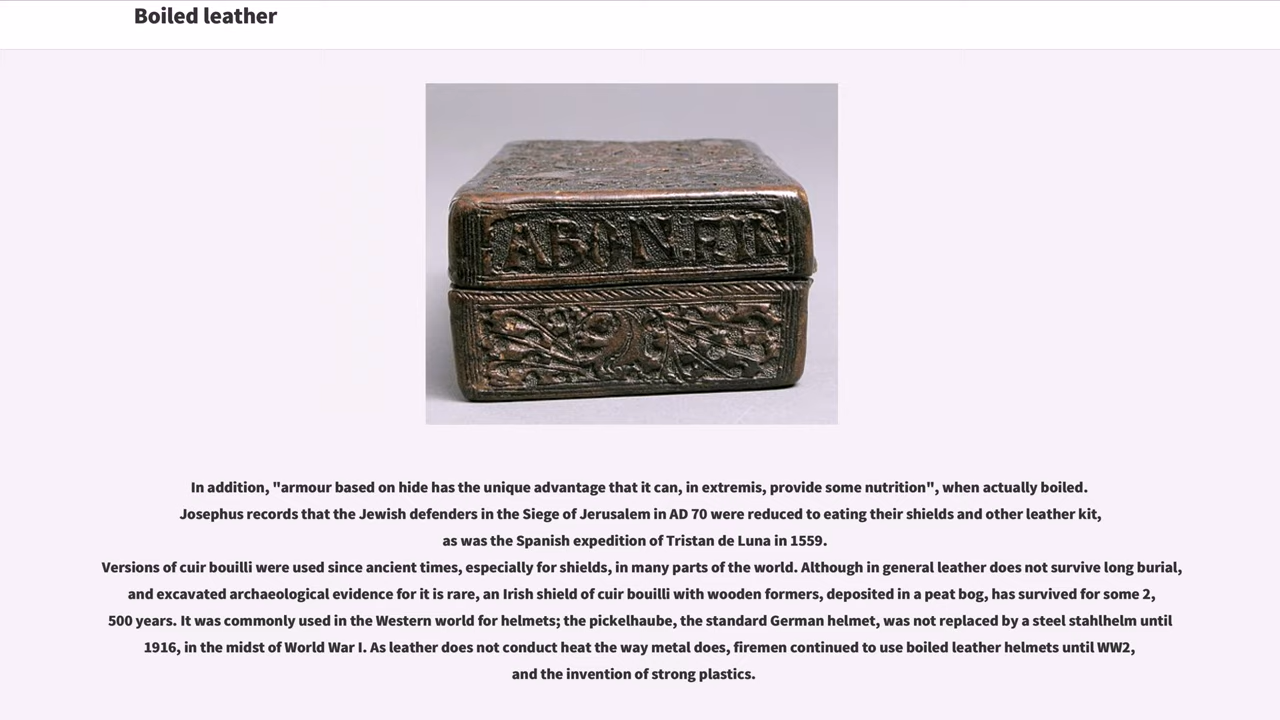 Boiled leather
ABON.FIN
In addition, "armour based on hide has the unique advantage that it can, in extremis, provide some nutrition", when actually boiled.
Josephus records that the Jewish defenders in the Siege of Jerusalem in AD 70 were reduced to eating their shields and other leather kit,
as was the Spanish expedition of Tristan de Luna in 1559.
Versions of cuir bouilli were used since ancient times, especially for shields, in many parts of the world. Although in general leather does not survive long burial,
and excavated archaeological evidence for it is rare, an Irish shield of cuir bouilli with wooden formers, deposited in a peat bog, has survived for some 2,
500 years. It was commonly used in the Western world for helmets; the pickelhaube, the standard German helmet, was not replaced by a steel stahlhelm until
1916, in the midst of World War I. As leather does not conduct heat the way metal does, firemen continued to use boiled leather helmets until WW2,
and the invention of strong plastics.